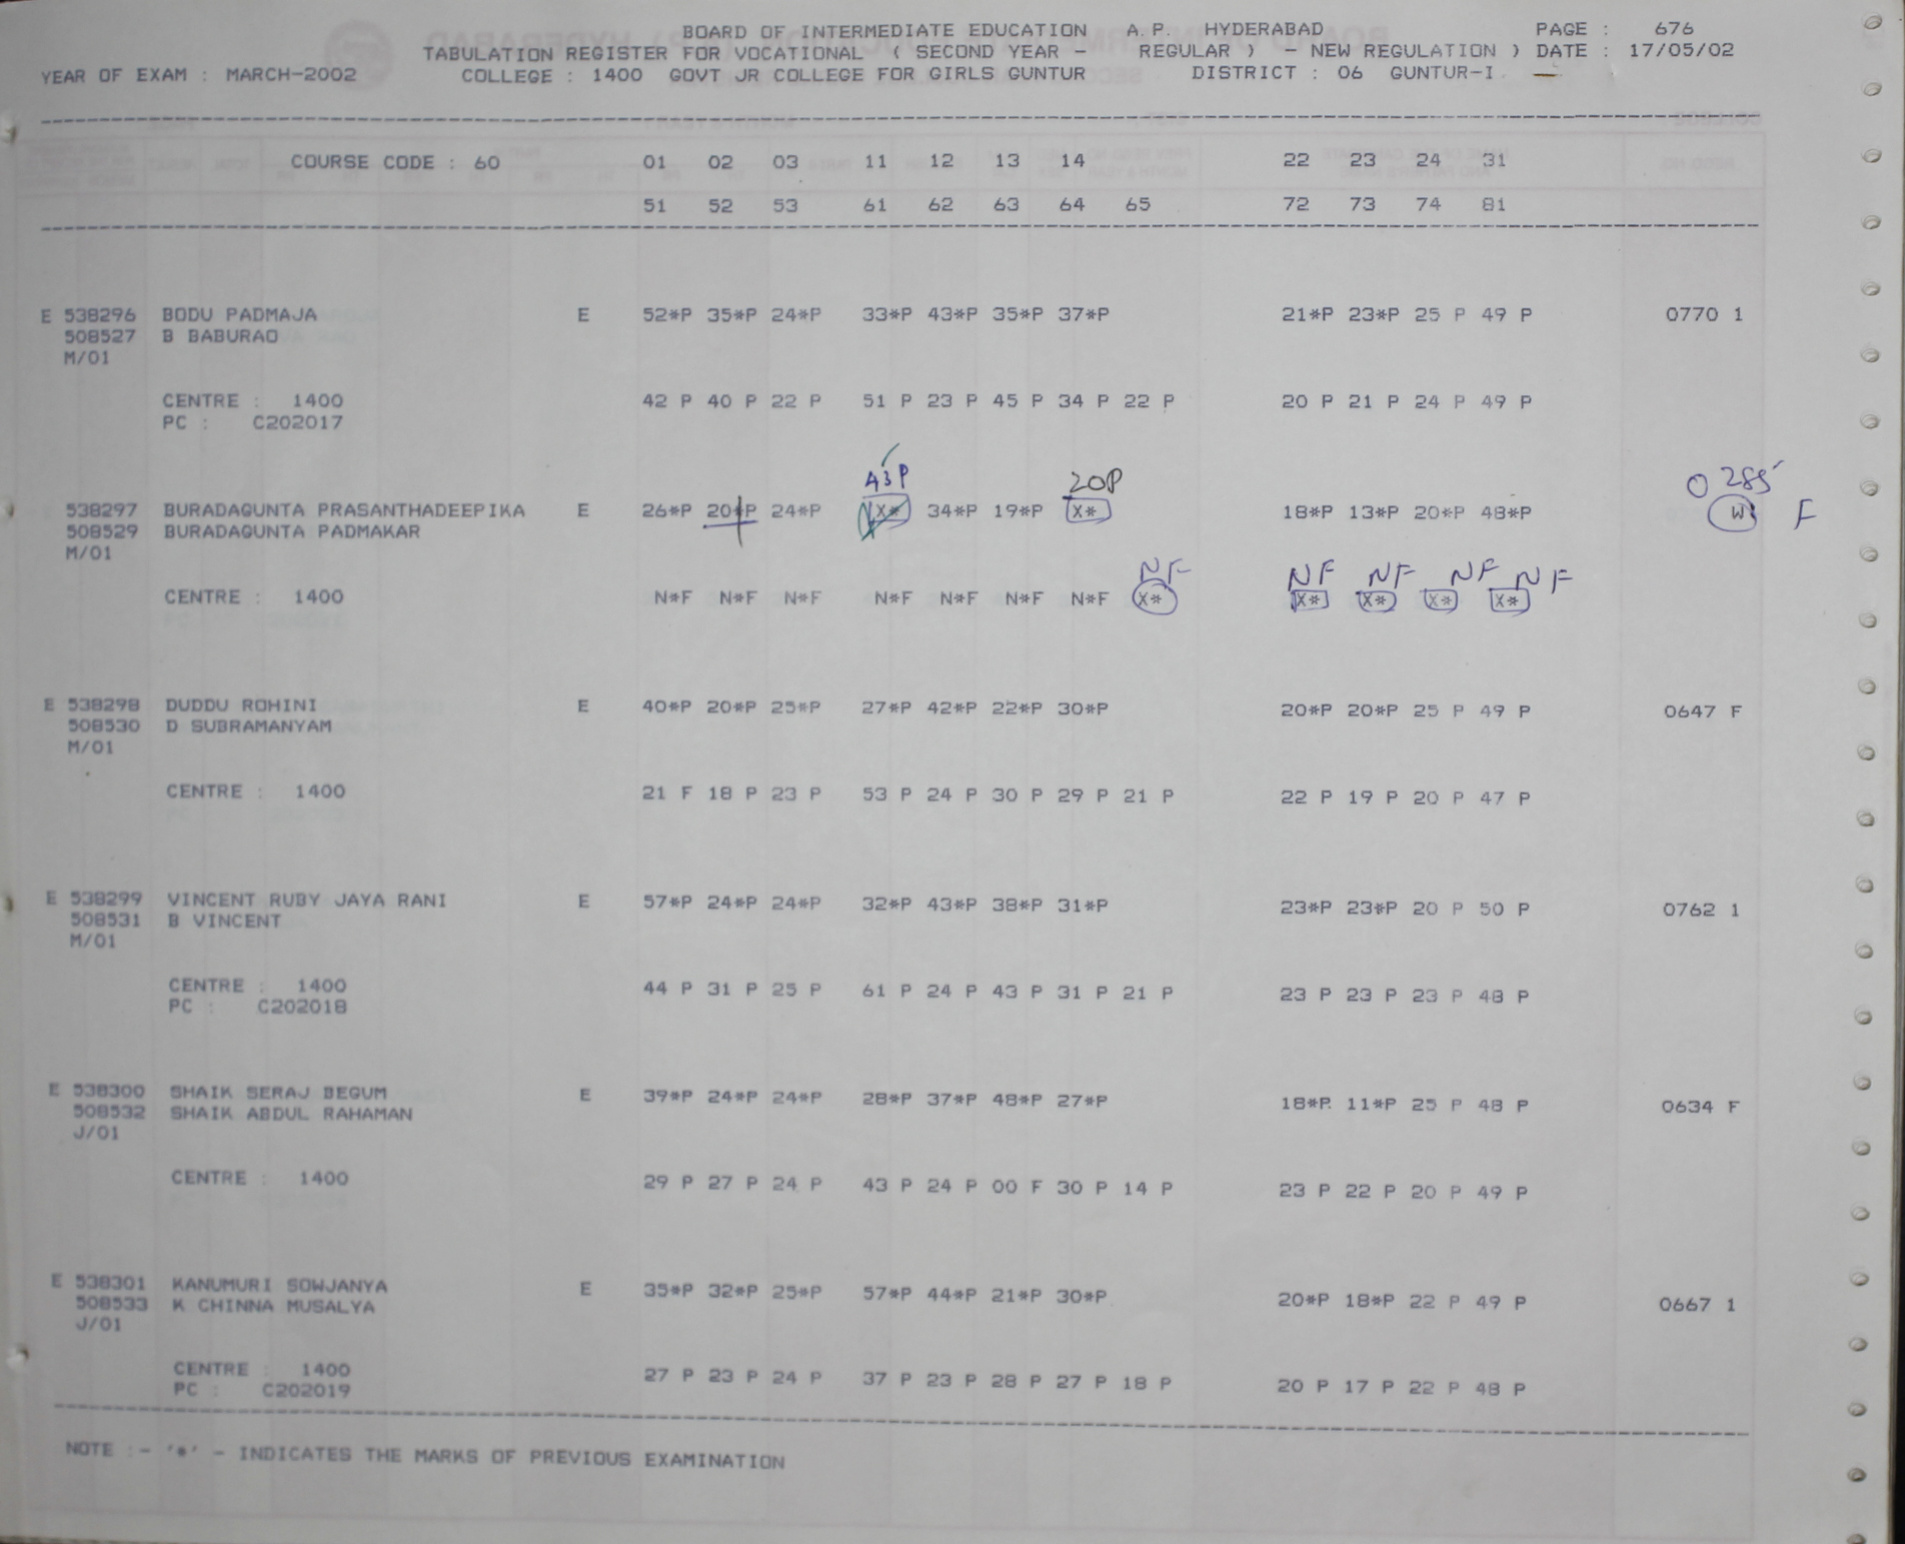 BOARD OF INTERMEDIATE EDUCATION A.P. HYDERABAD PAGE : 676
TABULATION REGISTER FOR VOCATIONAL ( SECOND YEAR - REGULAR ) - NEW REGULATION ) DATE : 17/05/02
YEAR OF EXAM : MARCH-2002 COLLEGE : 1400 GOVT JR COLLEGE FOR GIRLS GUNTUR DISTRICT : 06 GUNTUR-I.
COURSE CODE : 60 01 02 03 11 12 13 14 22 23 24 31
51 52 53 61 62 63 64 65 72 73 74 81
E 538296 BODU PADMAJA E 52*P 35*P 24*P 33*P 43*P 35*P 37*P 21*P 23*P 25 P 49 P 0770 1
508527 B BABURAO
M/01
CENTRE : 1400 42 P 40 P 22 P 51 P 23 P 45 P 34 P 22 P 20 P 21 P 24 P 49 P
PC : C202017
43P 20P 0 285
538297 BURADAGUNTA PRASANTHADEEPIKA E 26*P 20*P 24*P X* 34*P 19*P X* 18*P 13*P 20*P 48*P W F
508529 BURADAGUNTA PADMAKAR
M/01
NF NF NF NF NF
CENTRE : 1400 N*F N*F N*F N*F N*F N*F N*F X* X* X* X* X*
E 538298 DUDDU ROHINI E 40*P 20*P 25*P 27*P 42*P 22*P 30*P 20*P 20*P 25 P 49 P 0647 F
508530 D SUBRAMANYAM
M/01
CENTRE : 1400 21 F 18 P 23 P 53 P 24 P 30 P 29 P 21 P 22 P 19 P 20 P 47 P
E 538299 VINCENT RUBY JAYA RANI E 57*P 24*P 24*P 32*P 43*P 38*P 31*P 23*P 23*P 20 P 50 P 0762 1
508531 B VINCENT
M/01
CENTRE : 1400 44 P 31 P 25 P 61 P 24 P 43 P 31 P 21 P 23 P 23 P 23 P 48 P
PC : C202018
E 538300 SHAIK SERAJ BEGUM E 39*P 24*P 24*P 28*P 37*P 48*P 27*P 18*P 11*P 25 P 48 P 0634 F
508532 SHAIK ABDUL RAHAMAN
J/01
CENTRE : 1400 29 P 27 P 24 P 43 P 24 P 00 F 30 P 14 P 23 P 22 P 20 P 49 P
E 538301 KANUMURI SOWJANYA E 35*P 32*P 25*P 57*P 44*P 21*P 30*P 20*P 18*P 22 P 49 P 0667 1
508533 K CHINNA MUSALYA
J/01
CENTRE : 1400 27 P 23 P 24 P 37 P 23 P 28 P 27 P 18 P 20 P 17 P 22 P 48 P
PC : C202019
NOTE :- '*' - INDICATES THE MARKS OF PREVIOUS EXAMINATION